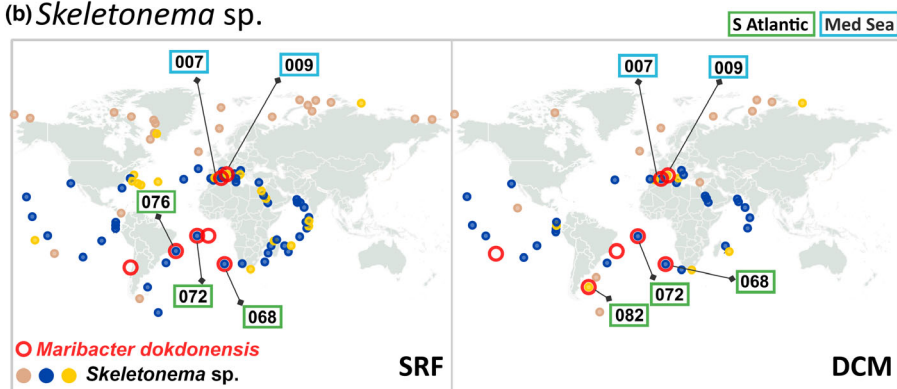 (b) Skeletonema sp.
S Atlantic Med Sea
007 009 007 009
076
072 068 082 072 068
Maribacter dokdonensis
Skeletonema sp.
SRF DCM